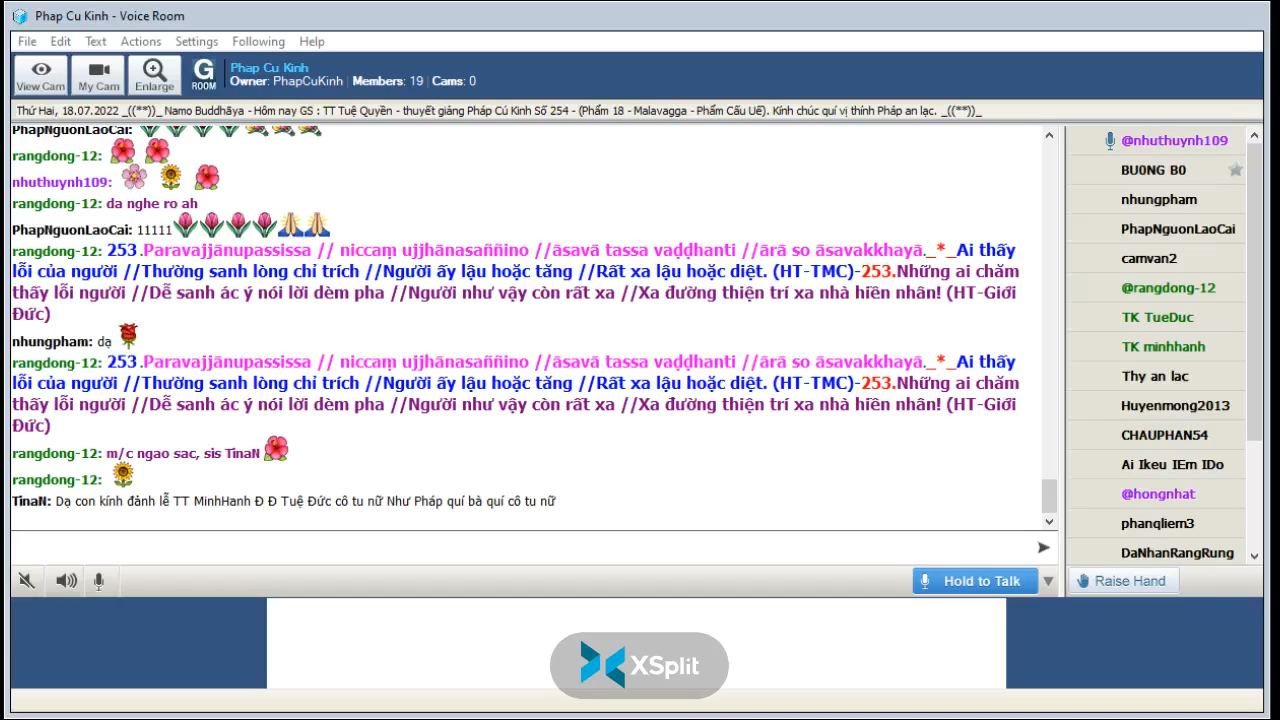 Phap Cu Kinh - Voice Room
File Edit Text Actions Settings Following Help
View Cam My Cam Enlarge G ROOM
Phap Cu Kinh
Owner: PhapCuKinh Members: 19 Cams: 0
Thứ Hai, 18.07.2022 _((**))_ Namo Buddhāya - Hôm nay GS : TT Tuệ Quyền - thuyết giảng Pháp Cú Kinh Số 254 - (Phẩm 18 - Malavagga - Phẩm Cấu Uế). Kính chúc quí vị thính Pháp an lạc. _((**)_
PhapNguonLaoCai:
rangdong-12:
nhuthuynh109:
rangdong-12: da nghe ro ah
PhapNguonLaoCai: 11111
rangdong-12: 253.Paravajjānupassissa // niccaṃ ujjhānasaññino //āsavā tassa vaḍḍhanti //ārā so āsavakkhayā._*_Ai thấy
lỗi của người //Thường sanh lòng chỉ trích //Người ấy lậu hoặc tăng //Rất xa lậu hoặc diệt. (HT-TMC)-253.Những ai chăm
thấy lỗi người //Dễ sanh ác ý nói lời dèm pha //Người như vậy còn rất xa //Xa đường thiện trí xa nhà hiền nhân! (HT-Giới
Đức)
nhungpham: dạ
rangdong-12: 253.Paravajjānupassissa // niccaṃ ujjhānasaññino //āsavā tassa vaḍḍhanti //ārā so āsavakkhayā._*_Ai thấy
lỗi của người //Thường sanh lòng chỉ trích //Người ấy lậu hoặc tăng //Rất xa lậu hoặc diệt. (HT-TMC)-253.Những ai chăm
thấy lỗi người //Dễ sanh ác ý nói lời dèm pha //Người như vậy còn rất xa //Xa đường thiện trí xa nhà hiền nhân! (HT-Giới
Đức)
rangdong-12: m/c ngao sac, sis TinaN
rangdong-12:
TinaN: Dạ con kính đảnh lễ TT MinhHanh Đ Đ Tuệ Đức cô tu nữ Như Pháp quí bà quí cô tu nữ
@nhuthuynh109
BU0NG B0
nhungpham
PhapNguonLaoCai
camvan2
@rangdong-12
TK TueDuc
TK minhhanh
Thy an lac
Huyenmong2013
CHAUPHAN54
Ai Ikeu IEm IDo
@hongnhat
phanqliem3
DaNhanRangRung
Hold to Talk
Raise Hand
XSplit